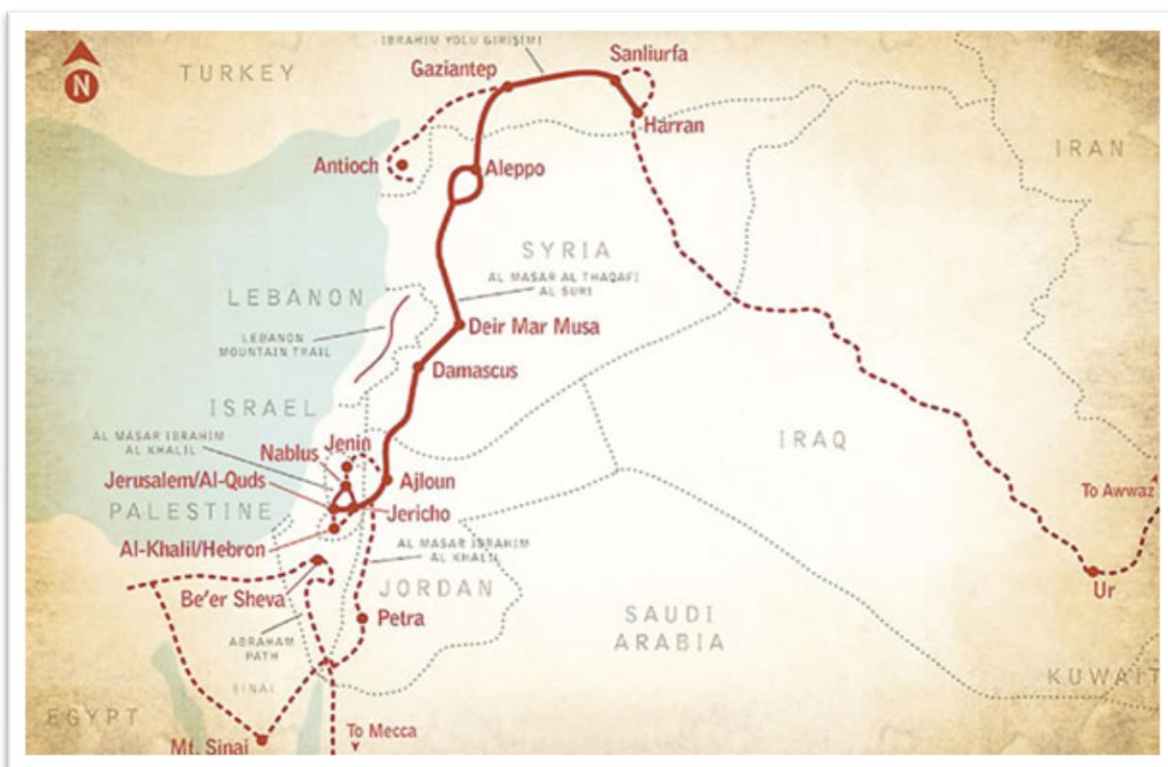 IBRAHIM YOLU GIRIŞIMI
Sanliurfa
TURKEY
Gaziantep
N
Harran
IRAN
Antioch
Aleppo
SYRIA
AL MASAR AL THAQAFI
AL SURI
LEBANON
Deir Mar Musa
LEBANON
MOUNTAIN TRAIL
Damascus
ISRAEL
AL MASAR IBRAHIM
AL KHALIL
Nablus
Jenin
IRAQ
Jerusalem/Al-Quds
Ajloun
To Awwaz
PALESTINE
Jericho
Al-Khalil/Hebron
AL MASAR IBRAHIM
AL KHALIL
Be'er Sheva
JORDAN
Ur
Petra
SAUDI
ARABIA
ABRAHAM
PATH
KUWAIT
SINAI
EGYPT
To Mecca
Mt. Sinai